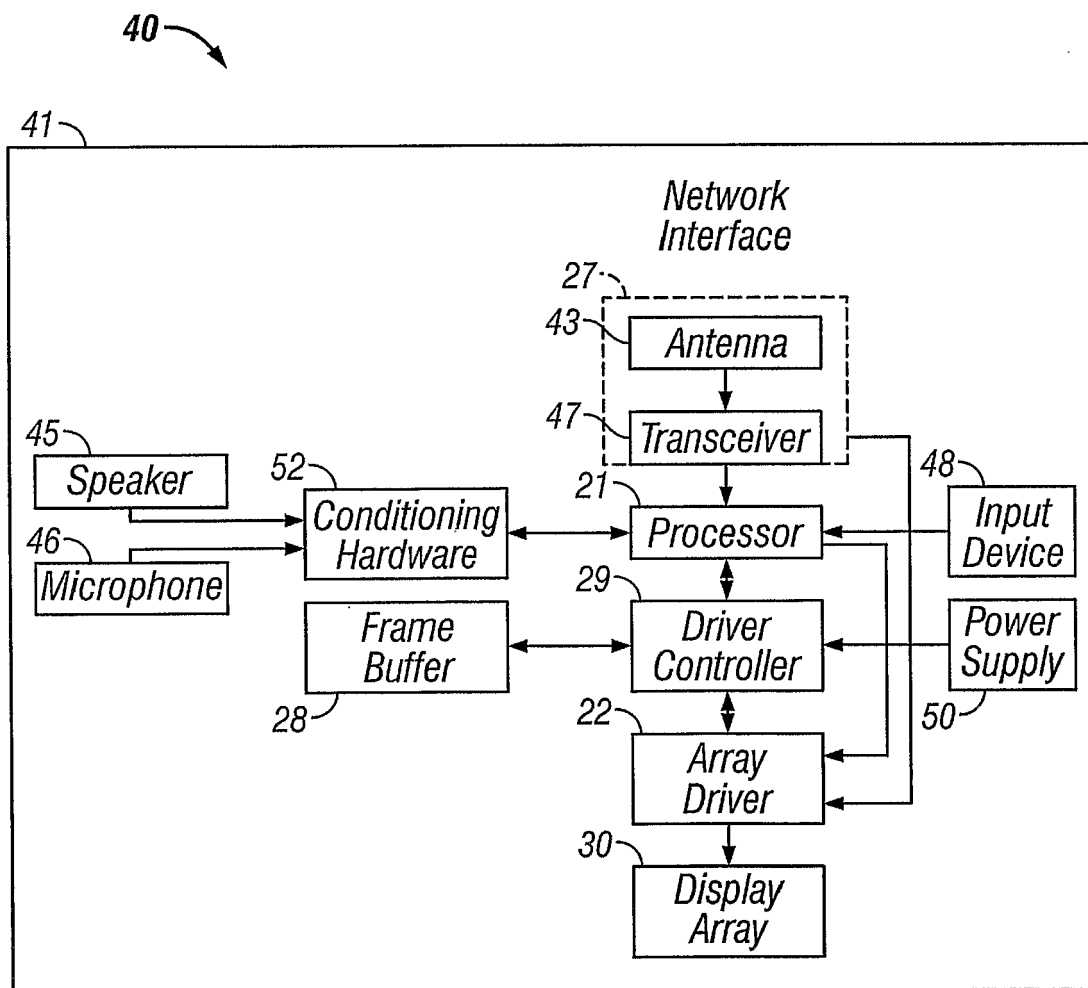 40
41
Network
Interface
27
43
Antenna
47
Transceiver
45
Speaker
52
Conditioning
Hardware
21
Processor
48
Input
Device
46
Microphone
29
Driver
Controller
Frame
Buffer
28
Power
Supply
50
22
Array
Driver
30
Display
Array